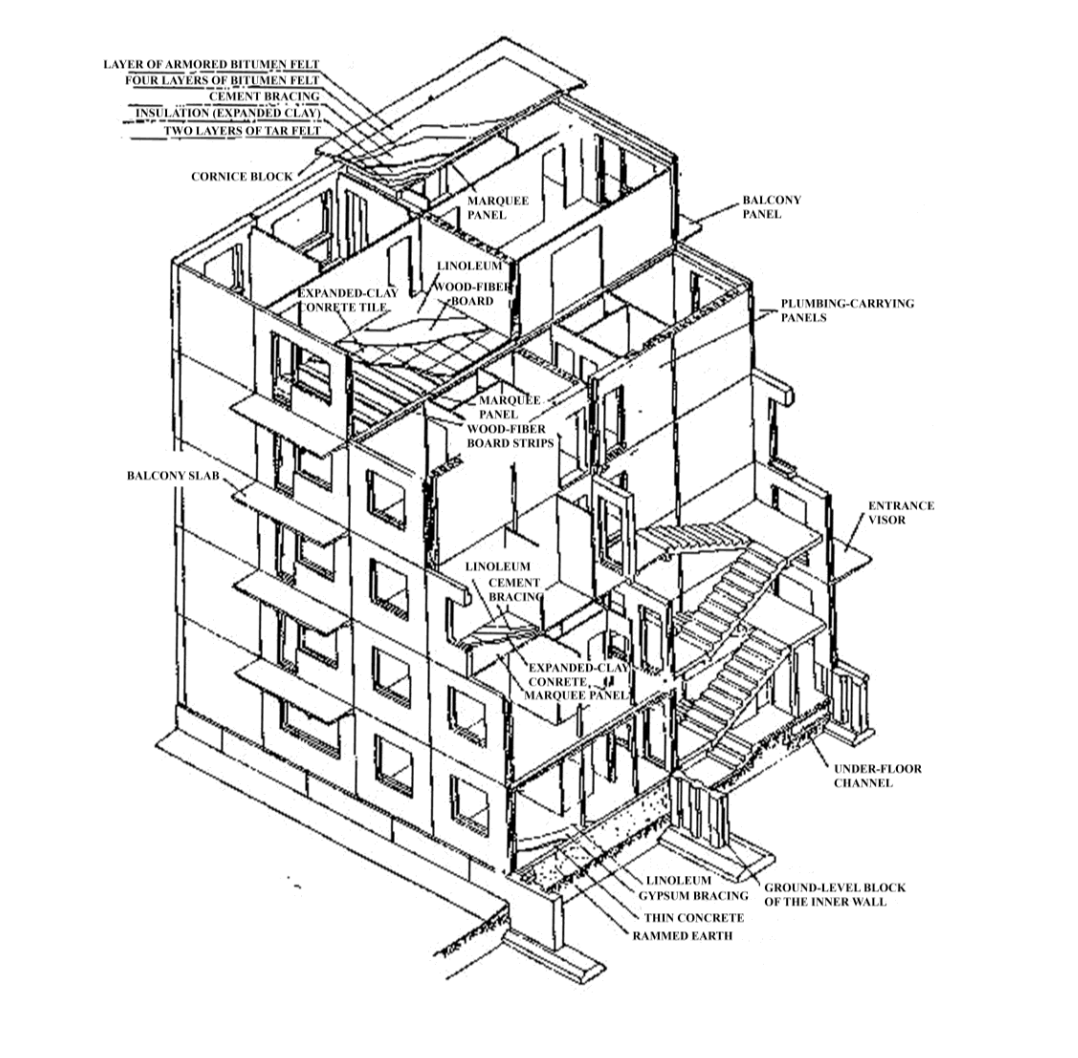 LAYER OF ARMORED BITUMEN FELT
FOUR LAYERS OF BITUMEN FELT
CEMENT BRACING
INSULATION (EXPANDED CLAY)
TWO LAYERS OF TAR FELT
CORNICE BLOCK
MARQUEE
PANEL
BALCONY
PANEL
LINOLEUM
WOOD-FIBER
BOARD
EXPANDED-CLAY
CONRETE TILE
PLUMBING-CARRYING
PANELS
MARQUEE
PANEL
WOOD-FIBER
BOARD STRIPS
BALCONY SLAB
ENTRANCE
VISOR
LINOLEUM
CEMENT
BRACING
EXPANDED-CLAY
CONRETE
MARQUEE PANEL
UNDER-FLOOR
CHANNEL
LINOLEUM
GYPSUM BRACING
THIN CONCRETE
RAMMED EARTH
GROUND-LEVEL BLOCK
OF THE INNER WALL